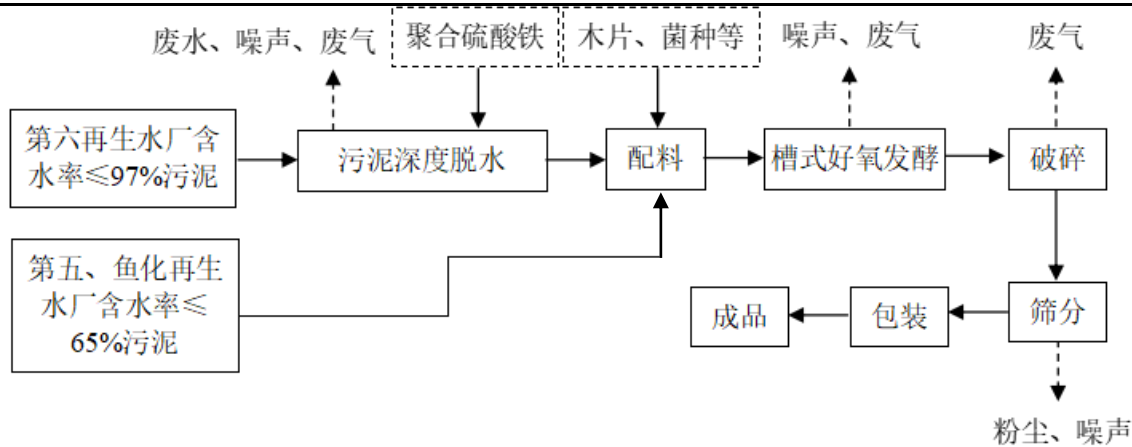 废水、噪声、废气
聚合硫酸铁
木片、菌种等
噪声、废气
废气
第六再生水厂含
水率≤97%污泥
污泥深度脱水
配料
槽式好氧发酵
破碎
第五、鱼化再生
水厂含水率≤
65%污泥
成品
包装
筛分
粉尘、噪声